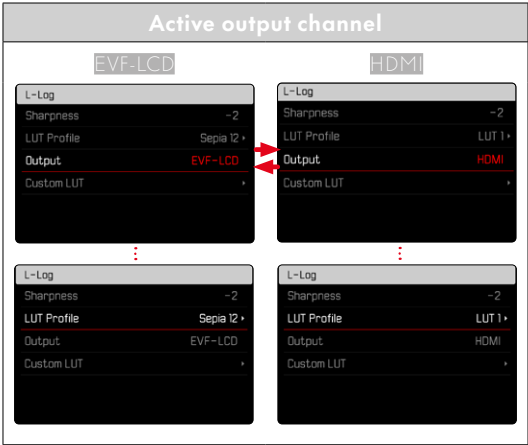 Active output channel
EVF-LCD
HDMI
L-Log
Sharpness -2
LUT Profile Sepia 12
Output EVF-LCD
Custom LUT
L-Log
Sharpness -2
LUT Profile LUT 1
Output HDMI
Custom LUT
L-Log
Sharpness -2
LUT Profile Sepia 12
Output EVF-LCD
Custom LUT
L-Log
Sharpness -2
LUT Profile LUT 1
Output HDMI
Custom LUT